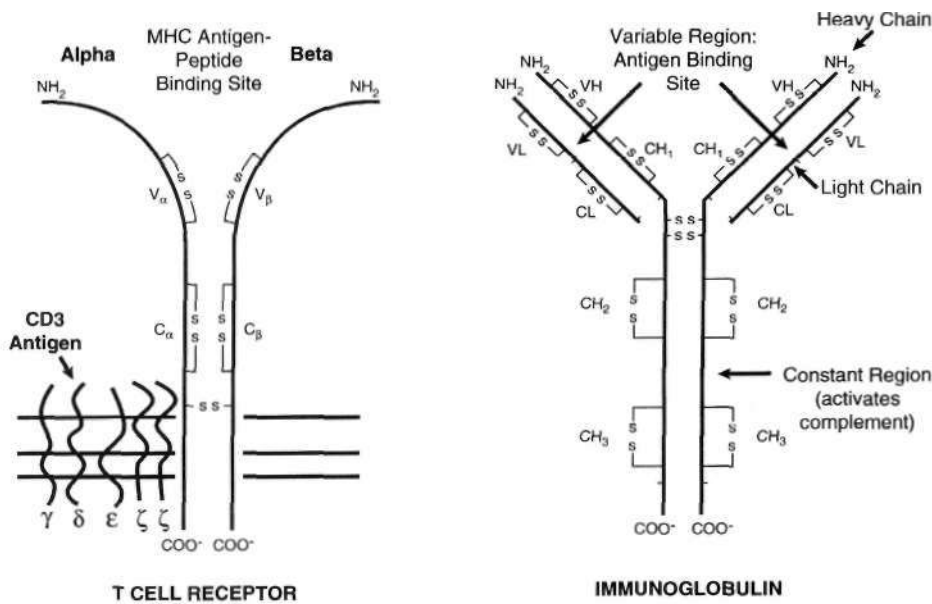 Alpha
MHC Antigen-
Peptide
Binding Site
Beta
NH2
NH2
S
S
Vα
S
S
Vβ
CD3
Antigen
S
S
Cα
S
S
Cβ
S S
γ δ ε ζ ζ
COO- COO-
T CELL RECEPTOR
Heavy Chain
Variable Region:
Antigen Binding
Site
NH2
NH2
NH2
NH2
VH
S S
VH
S S
VL
S S
VL
S S
CH1
S S
CH1
S S
CL
S S
CL
S S
Light Chain
S S
S S
CH2
S
S
S
S
CH2
Constant Region
(activates
complement)
CH3
S
S
S
S
CH3
COO- COO-
IMMUNOGLOBULIN